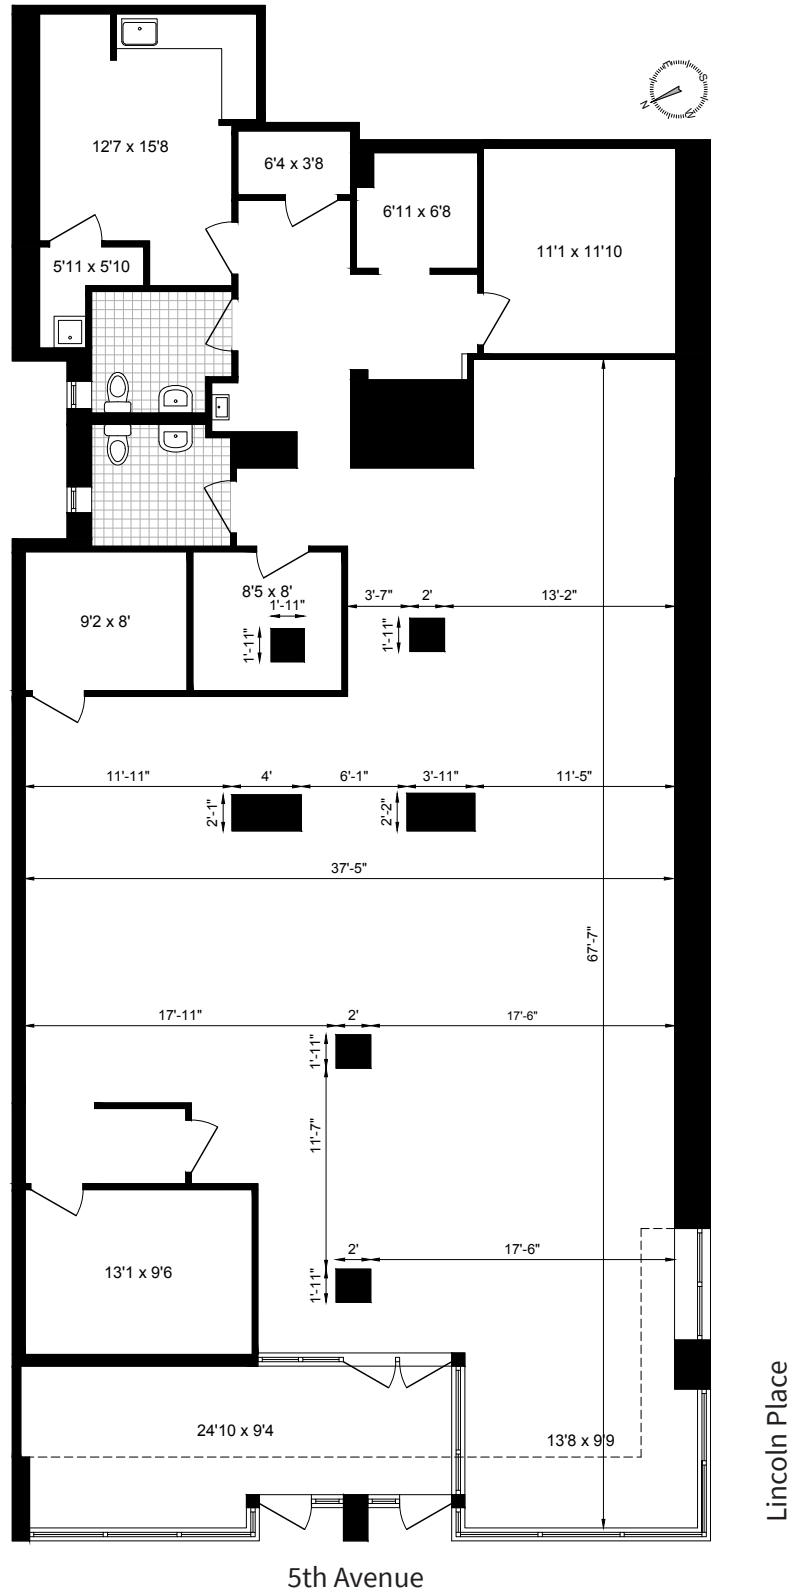 E
S
N
W
12'7 x 15'8
6'4 x 3'8
6'11 x 6'8
11'1 x 11'10
5'11 x 5'10
8'5 x 8'
1'-11"
1'-11"
9'2 x 8'
3'-7"
2'
13'-2"
1'-11"
11'-11"
4'
6'-1"
3'-11"
11'-5"
2'-1"
2'-2"
37'-5"
67'-7"
17'-11"
2'
17'-6"
1'-11"
11'-7"
2'
17'-6"
1'-11"
13'1 x 9'6
24'10 x 9'4
13'8 x 9'9
Lincoln Place
5th Avenue